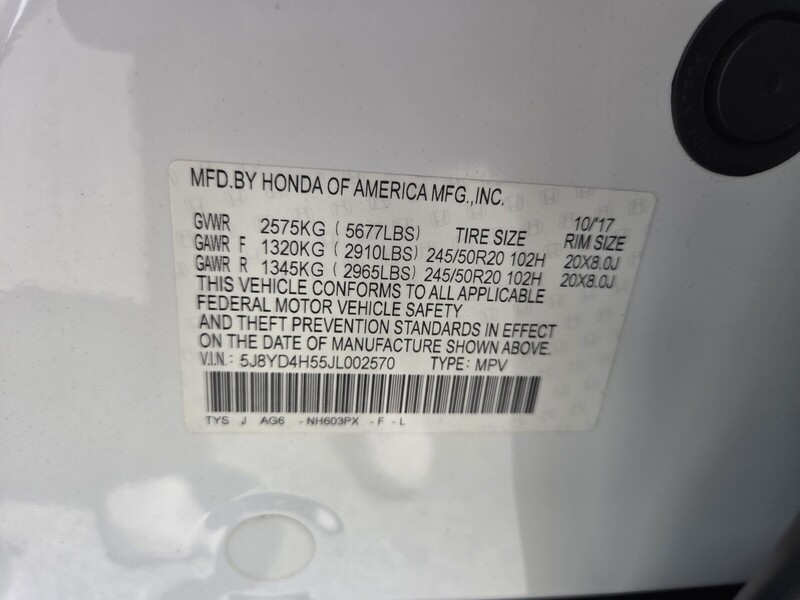 MFD.BY HONDA OF AMERICA MFG.,INC.
GVWR 2575KG (5677LBS) TIRE SIZE 10/'17 RIM SIZE
GAWR F 1320KG (2910LBS) 245/50R20 102H 20X8.0J
GAWR R 1345KG (2965LBS) 245/50R20 102H 20X8.0J
THIS VEHICLE CONFORMS TO ALL APPLICABLE
FEDERAL MOTOR VEHICLE SAFETY
AND THEFT PREVENTION STANDARDS IN EFFECT
ON THE DATE OF MANUFACTURE SHOWN ABOVE.
V.I.N.: 5J8YD4H55JL002570 TYPE: MPV
TYS J AG6 -NH603PX -F -L